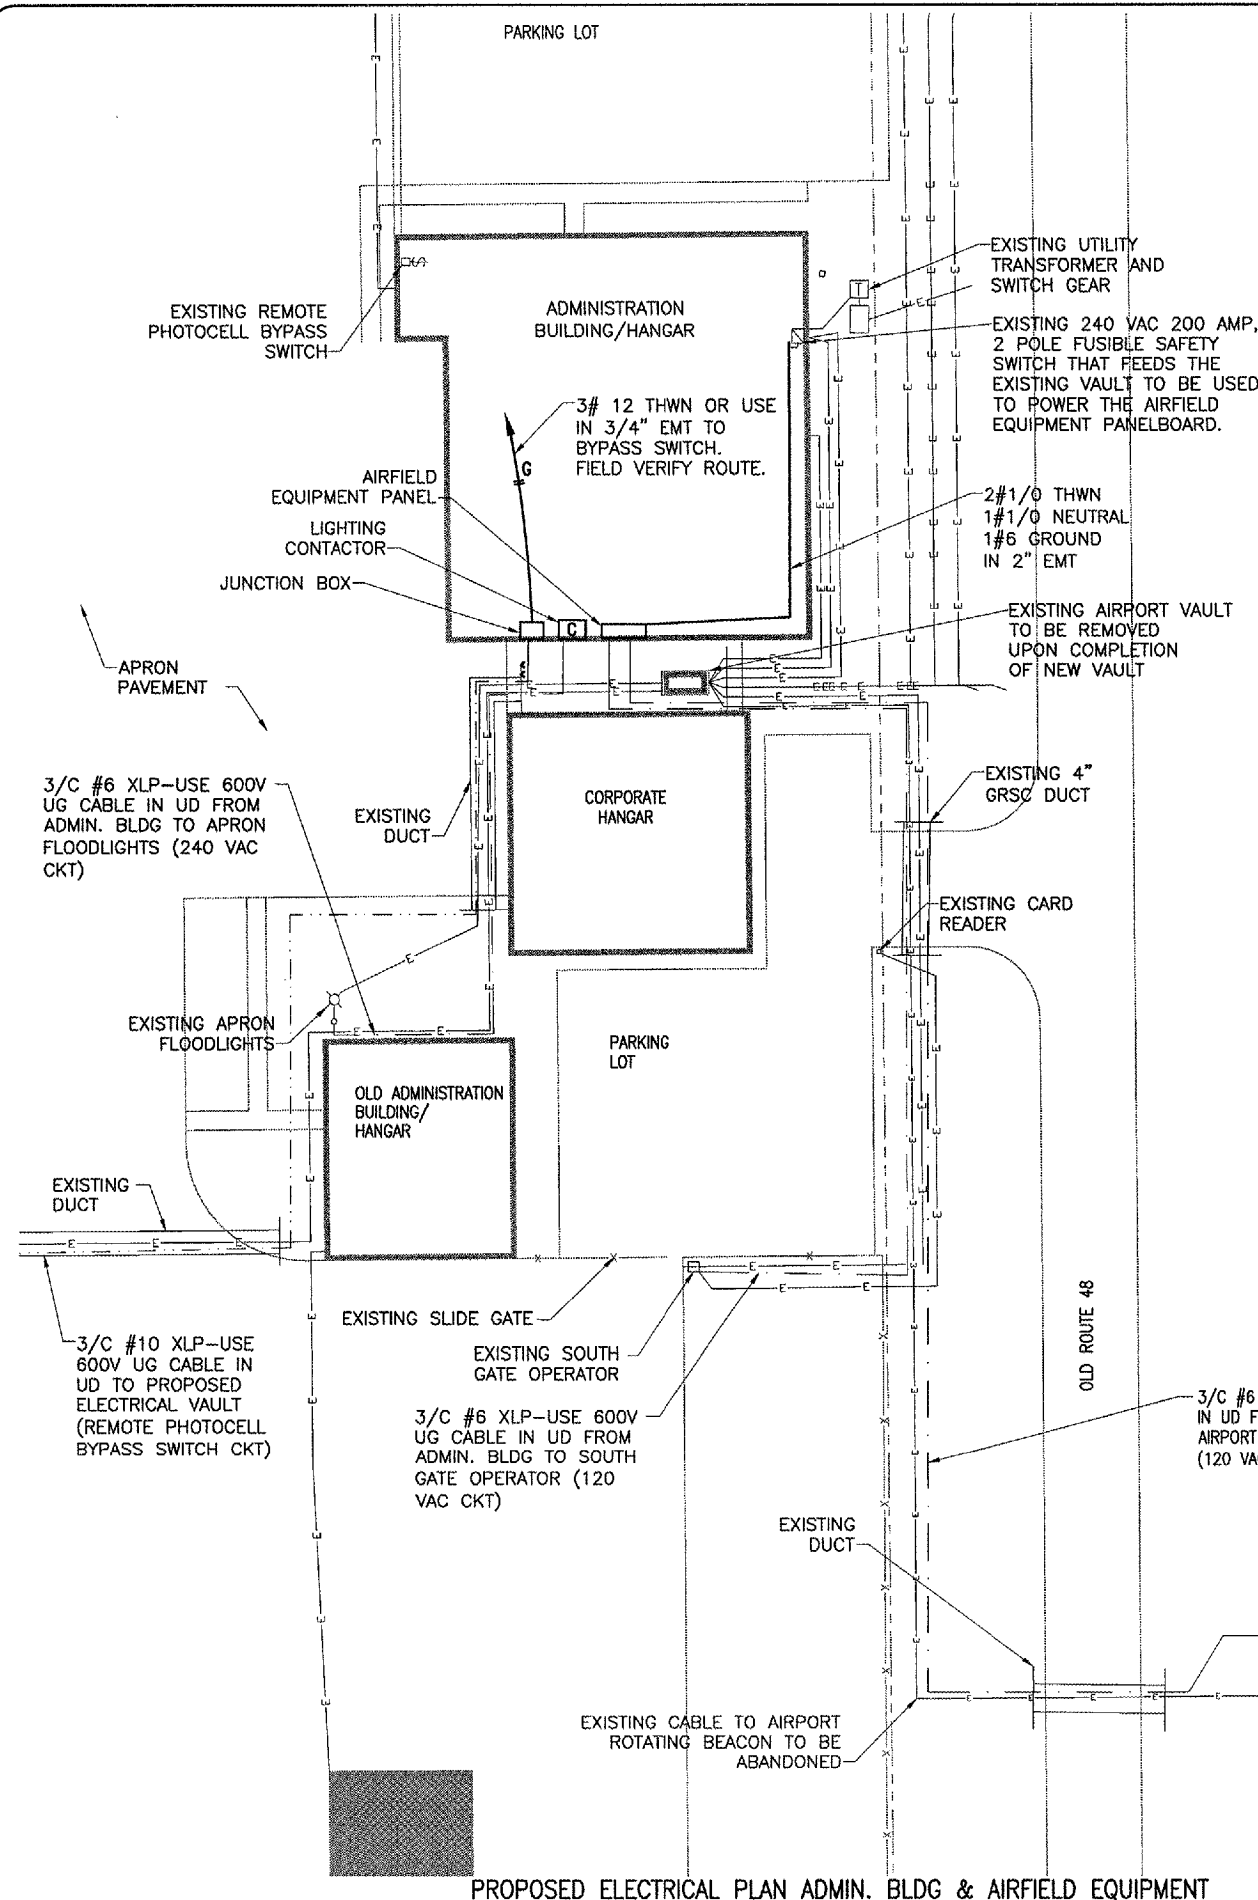 PARKING LOT
EXISTING UTILITY
TRANSFORMER AND
SWITCH GEAR
T
EXISTING REMOTE
PHOTOCELL BYPASS
SWITCH
ADMINISTRATION
BUILDING/HANGAR
EXISTING 240 VAC 200 AMP,
2 POLE FUSIBLE SAFETY
SWITCH THAT FEEDS THE
EXISTING VAULT TO BE USED
TO POWER THE AIRFIELD
EQUIPMENT PANELBOARD.
3# 12 THWN OR USE
IN 3/4" EMT TO
BYPASS SWITCH.
FIELD VERIFY ROUTE.
G
AIRFIELD
EQUIPMENT PANEL
LIGHTING
CONTACTOR
JUNCTION BOX
C
2#1/0 THWN
1#1/0 NEUTRAL
1#6 GROUND
IN 2" EMT
EXISTING AIRPORT VAULT
TO BE REMOVED
UPON COMPLETION
OF NEW VAULT
APRON
PAVEMENT
3/C #6 XLP-USE 600V
UG CABLE IN UD FROM
ADMIN. BLDG TO APRON
FLOODLIGHTS (240 VAC
CKT)
EXISTING
DUCT
CORPORATE
HANGAR
EXISTING 4"
GRSC DUCT
EXISTING CARD
READER
EXISTING APRON
FLOODLIGHTS
PARKING
LOT
OLD ADMINISTRATION
BUILDING/
HANGAR
EXISTING
DUCT
EXISTING SLIDE GATE
EXISTING SOUTH
GATE OPERATOR
OLD ROUTE 48
3/C #10 XLP-USE
600V UG CABLE IN
UD TO PROPOSED
ELECTRICAL VAULT
(REMOTE PHOTOCELL
BYPASS SWITCH CKT)
3/C #6 XLP-USE 600V
UG CABLE IN UD FROM
ADMIN. BLDG TO SOUTH
GATE OPERATOR (120
VAC CKT)
3/C #6
IN UD F
AIRPORT
(120 VA
EXISTING
DUCT
EXISTING CABLE TO AIRPORT
ROTATING BEACON TO BE
ABANDONED
PROPOSED ELECTRICAL PLAN ADMIN. BLDG & AIRFIELD EQUIPMENT